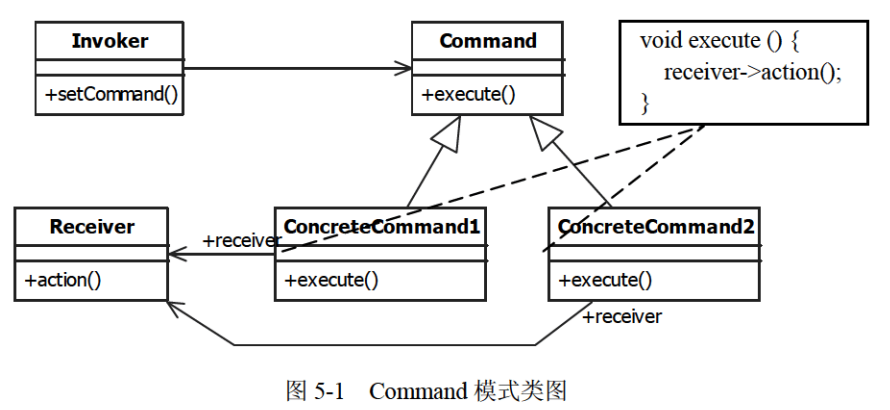 Invoker
+setCommand()
Command
+execute()
void execute () {
receiver->action();
}
Receiver
+action()
+receiver
ConcreteCommand1
+execute()
ConcreteCommand2
+execute()
+receiver
图 5-1 Command 模式类图